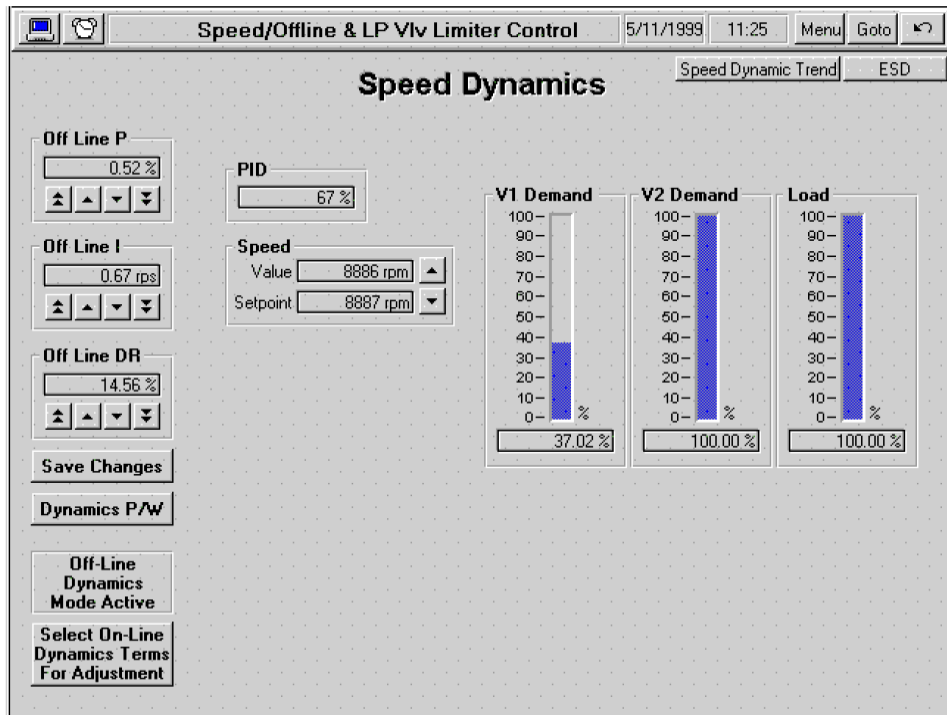 Speed/Offline & LP Vlv Limiter Control 5/11/1999 11:25 Menu Goto
Speed Dynamic Trend ESD
Speed Dynamics
Off Line P
0.52 %
Off Line I
0.67 rps
Off Line DR
14.56 %
Save Changes
Dynamics P/W
Off-Line
Dynamics
Mode Active
Select On-Line
Dynamics Terms
For Adjustment
PID
67 %
Speed
Value 8886 rpm
Setpoint 8887 rpm
V1 Demand
100
90
80
70
60
50
40
30
20
10
0 %
37.02 %
V2 Demand
100
90
80
70
60
50
40
30
20
10
0 %
100.00 %
Load
100
90
80
70
60
50
40
30
20
10
0 %
100.00 %